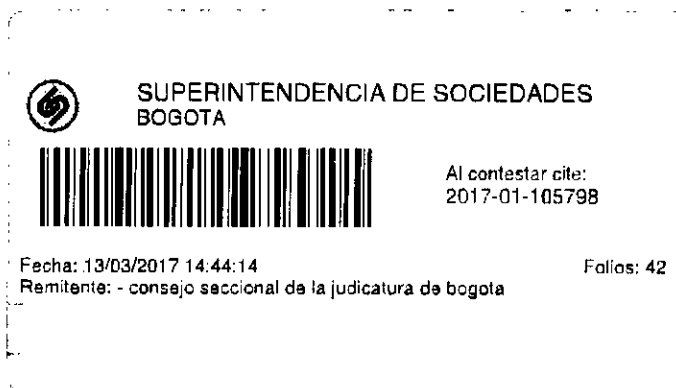 SUPERINTENDENCIA DE SOCIEDADES
BOGOTA
Al contestar cite:
2017-01-105798
Fecha: 13/03/2017 14:44:14
Folios: 42
Remitente: - consejo seccional de la judicatura de bogota